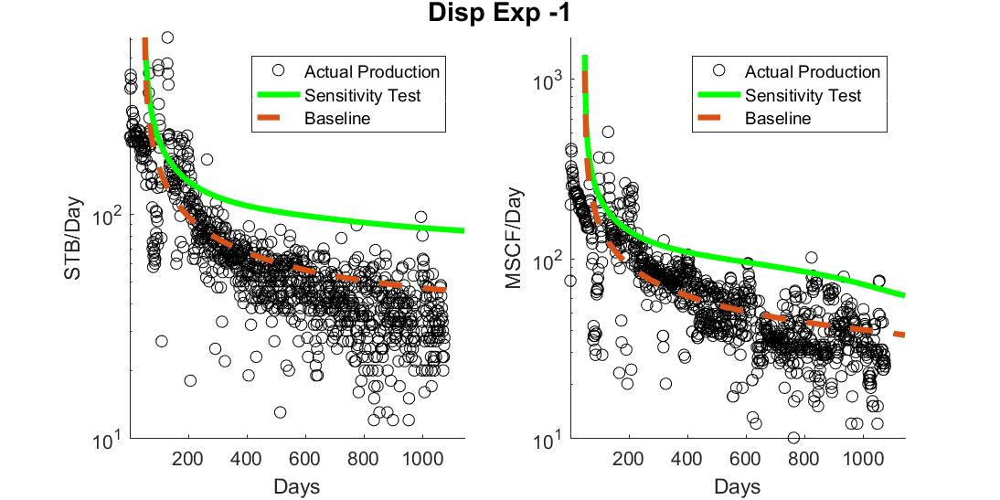 Disp Exp -1
Actual Production
Sensitivity Test
Baseline
STB/Day
10^2
10^1
200 400 600 800 1000
Days
Actual Production
Sensitivity Test
Baseline
MSCF/Day
10^3
10^2
10^1
200 400 600 800 1000
Days